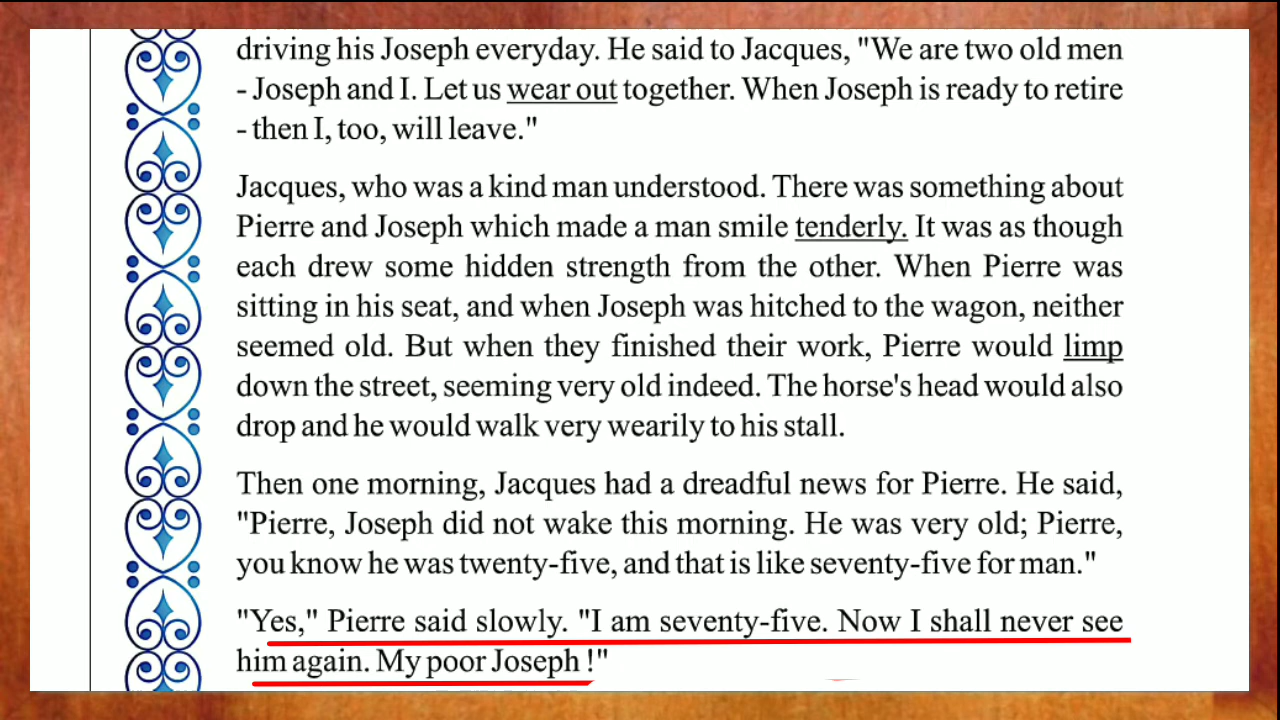 driving his Joseph everyday. He said to Jacques, "We are two old men
- Joseph and I. Let us wear out together. When Joseph is ready to retire
- then I, too, will leave."
Jacques, who was a kind man understood. There was something about
Pierre and Joseph which made a man smile tenderly. It was as though
each drew some hidden strength from the other. When Pierre was
sitting in his seat, and when Joseph was hitched to the wagon, neither
seemed old. But when they finished their work, Pierre would limp
down the street, seeming very old indeed. The horse's head would also
drop and he would walk very wearily to his stall.
Then one morning, Jacques had a dreadful news for Pierre. He said,
"Pierre, Joseph did not wake this morning. He was very old; Pierre,
you know he was twenty-five, and that is like seventy-five for man."
"Yes," Pierre said slowly. "I am seventy-five. Now I shall never see
him again. My poor Joseph !"